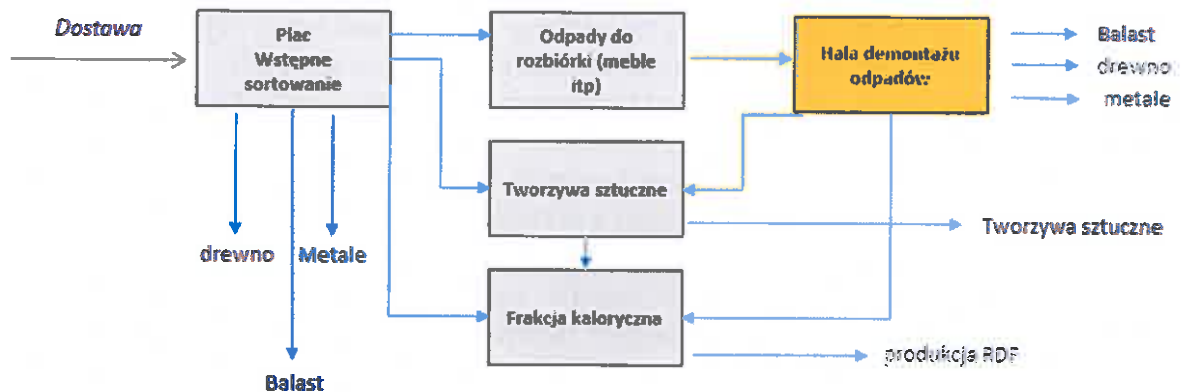 Dostawa
Plac
Wstępne
sortowanie
Odpady do
rozbiórki (meble
itp)
Hala demontażu
odpadów
Balast
drewno
metale
Tworzywa sztuczne
Tworzywa sztuczne
drewno
Metale
Frakcja kaloryczna
produkcja RDF
Balast